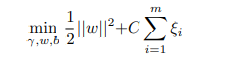 min_{γ,w,b} 1/2 ||w||² + C ∑_{i=1}^{m} ξ_i